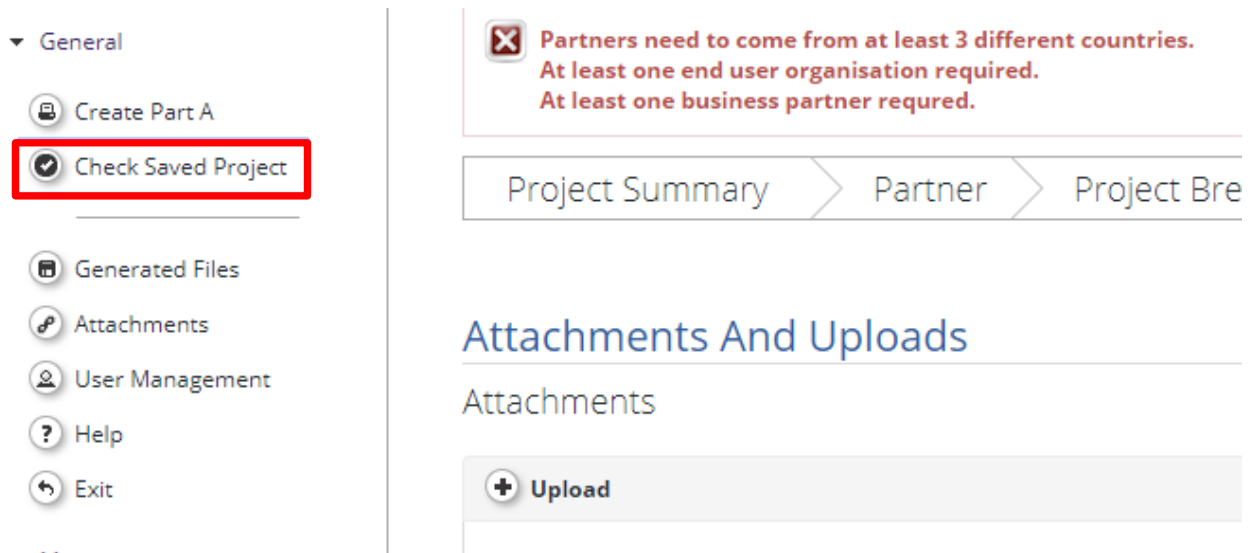 General
Create Part A
Check Saved Project
Generated Files
Attachments
User Management
Help
Exit
Partners need to come from at least 3 different countries.
At least one end user organisation required.
At least one business partner requred.
Project Summary
Partner
Project Bre
Attachments And Uploads
Attachments
Upload